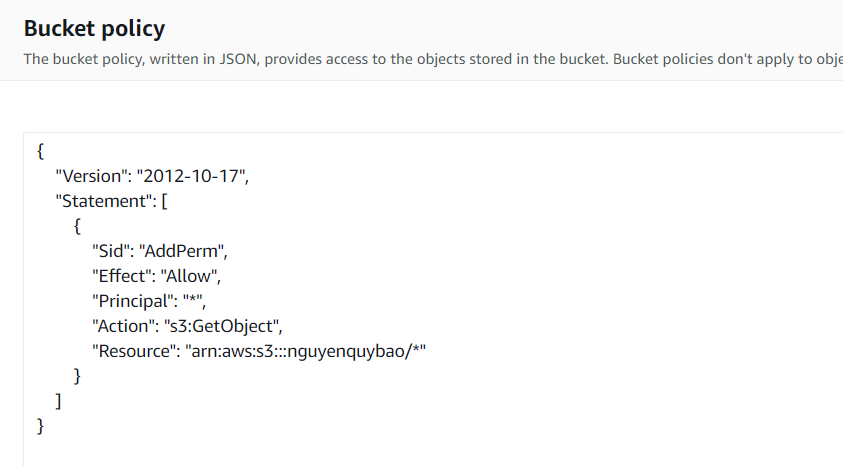 Bucket policy
The bucket policy, written in JSON, provides access to the objects stored in the bucket. Bucket policies don't apply to obje
{
"Version": "2012-10-17",
"Statement": [
{
"Sid": "AddPerm",
"Effect": "Allow",
"Principal": "*",
"Action": "s3:GetObject",
"Resource": "arn:aws:s3:::nguyenquybao/*"
}
]
}